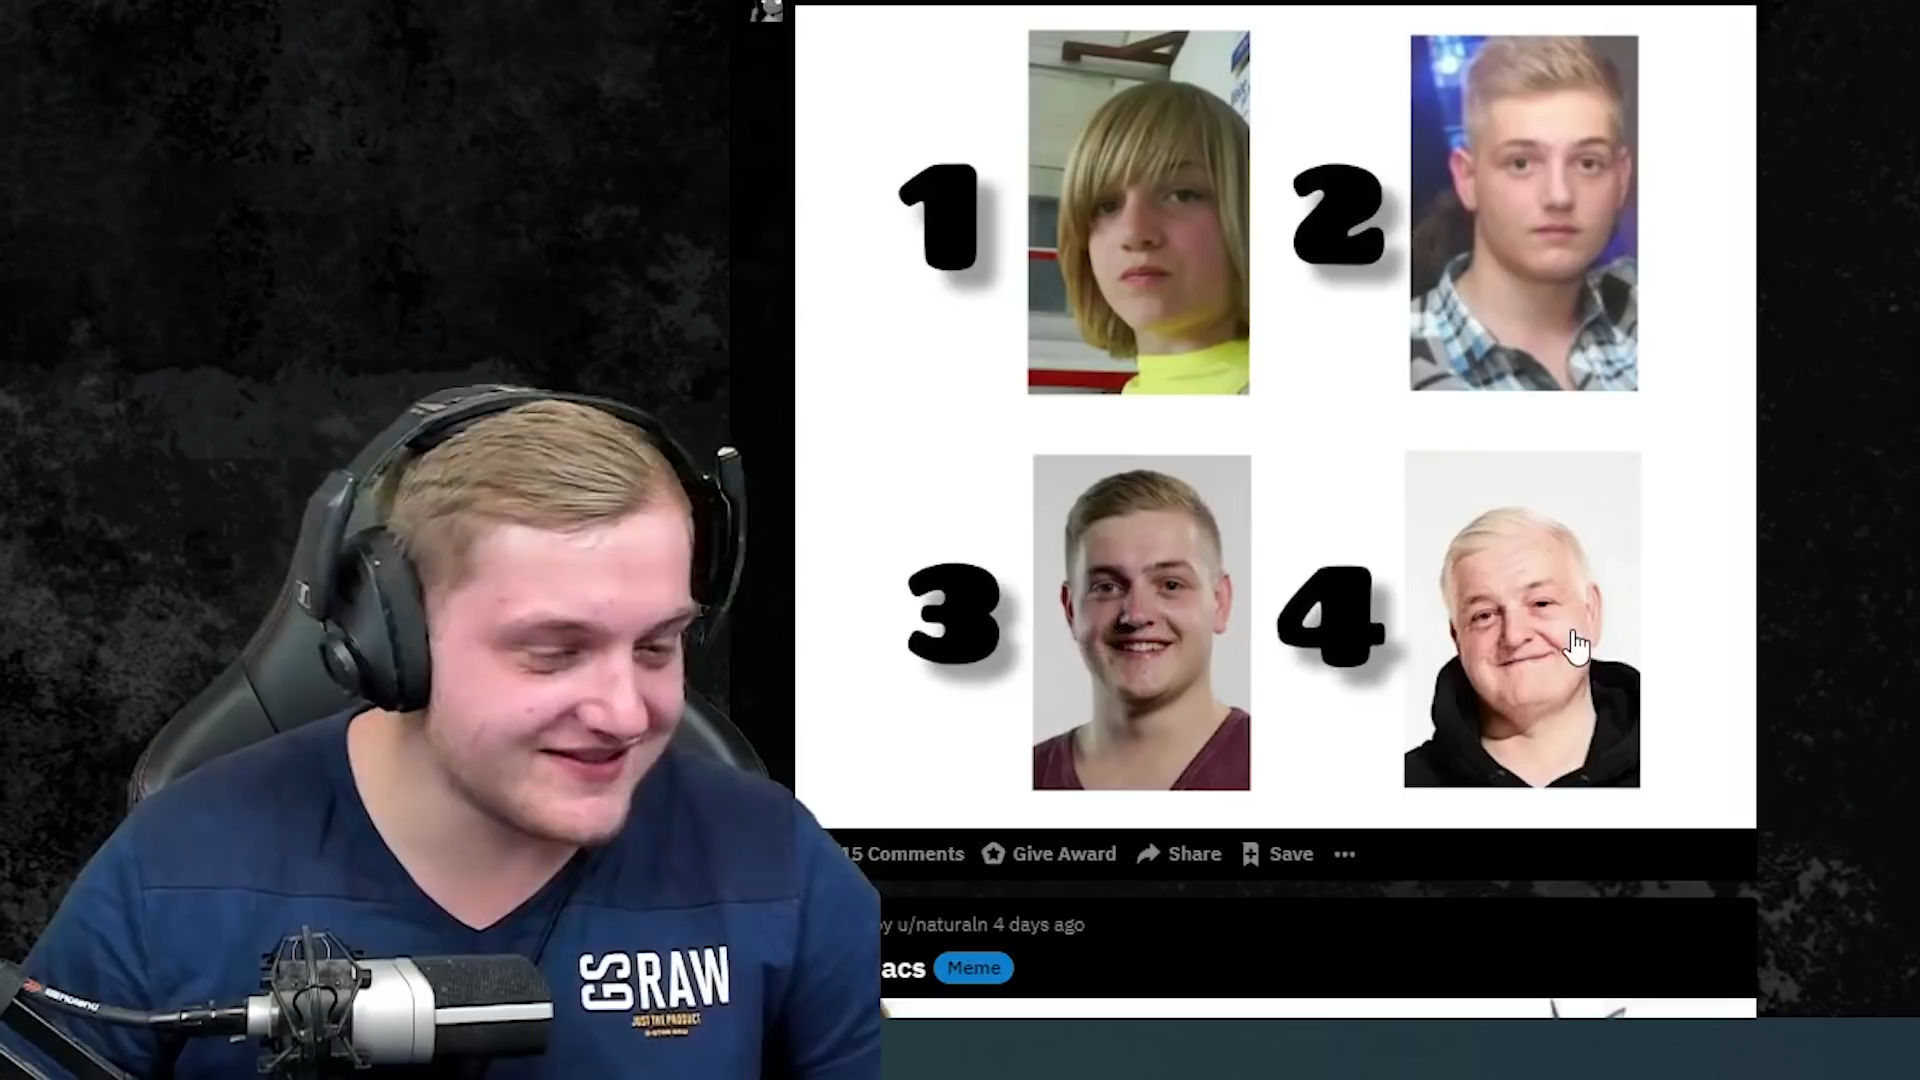 1
2
3
4
15 Comments Give Award Share Save
by u/naturaln 4 days ago
acs Meme
GS RAW
JUST THE PRODUCT